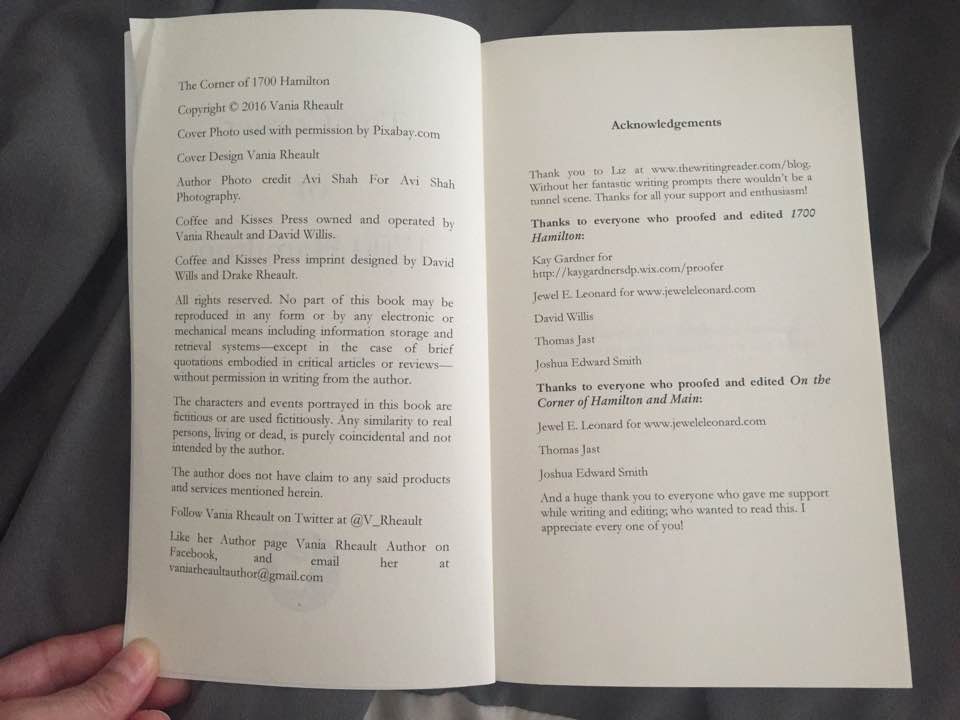 The Corner of 1700 Hamilton
Copyright © 2016 Vania Rheault
Cover Photo used with permission by Pixabay.com
Cover Design Vania Rheault
Author Photo credit Avi Shah For Avi Shah
Photography.
Coffee and Kisses Press owned and operated by
Vania Rheault and David Willis.
Coffee and Kisses Press imprint designed by David
Wills and Drake Rheault.
All rights reserved. No part of this book may be
reproduced in any form or by any electronic or
mechanical means including information storage and
retrieval systems—except in the case of brief
quotations embodied in critical articles or reviews—
without permission in writing from the author.
The characters and events portrayed in this book are
fictitious or are used fictitiously. Any similarity to real
persons, living or dead, is purely coincidental and not
intended by the author.
The author does not have claim to any said products
and services mentioned herein.
Follow Vania Rheault on Twitter at @V_Rheault
Like her Author page Vania Rheault Author on
Facebook, and email her at
vaniarheaultauthor@gmail.com
Acknowledgements
Thank you to Liz at www.thewritingreader.com/blog.
Without her fantastic writing prompts there wouldn't be a
tunnel scene. Thanks for all your support and enthusiasm!
Thanks to everyone who proofed and edited 1700
Hamilton:
Kay Gardner for
http://kaygardnersdp.wix.com/proofer
Jewel E. Leonard for www.jeweleleonard.com
David Willis
Thomas Jast
Joshua Edward Smith
Thanks to everyone who proofed and edited On the
Corner of Hamilton and Main:
Jewel E. Leonard for www.jeweleleonard.com
Thomas Jast
Joshua Edward Smith
And a huge thank you to everyone who gave me support
while writing and editing; who wanted to read this. I
appreciate every one of you!